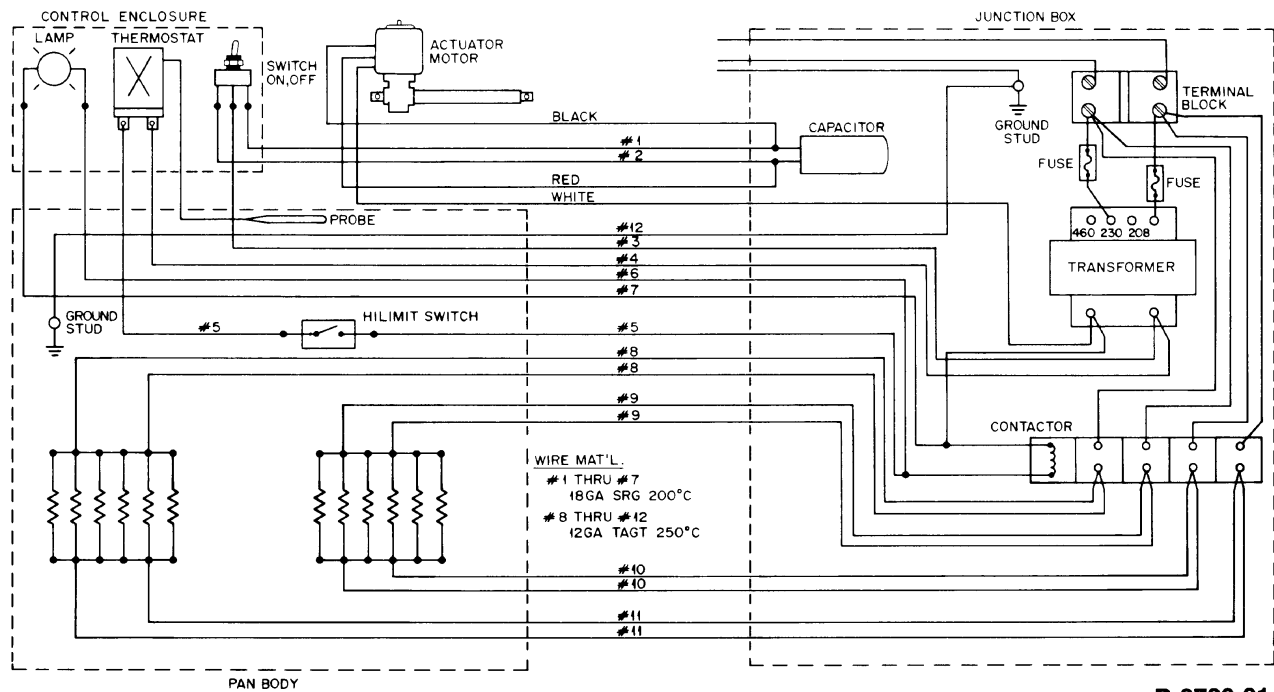 CONTROL ENCLOSURE
JUNCTION BOX
LAMP
THERMOSTAT
SWITCH
ON,OFF
ACTUATOR
MOTOR
TERMINAL
BLOCK
GROUND
STUD
BLACK
#1
#2
CAPACITOR
FUSE
FUSE
RED
WHITE
PROBE
#12
#3
#4
#6
#7
460 230 208
TRANSFORMER
GROUND
STUD
#5
HILIMIT SWITCH
#5
#8
#8
#9
#9
CONTACTOR
WIRE MAT'L.
#1 THRU #7
18GA SRG 200°C
#8 THRU #12
12GA TAGT 250°C
#10
#10
#11
#11
PAN BODY